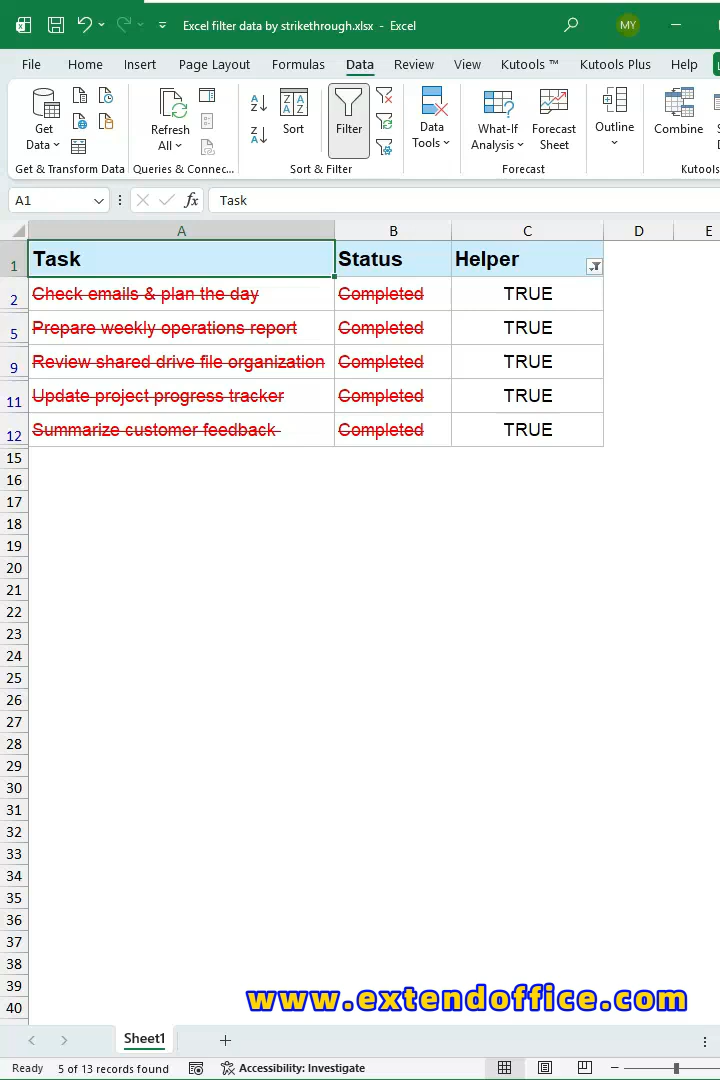 Excel filter data by strikethrough.xlsx - Excel
MY
File Home Insert Page Layout Formulas Data Review View Kutools ™ Kutools Plus Help
Get Data
Refresh All
Sort
Filter
Data Tools
What-If Analysis
Forecast Sheet
Outline
Combine
Get & Transform Data
Queries & Connec...
Sort & Filter
Forecast
Kutools
A1 fx Task
A B C D E
1 Task Status Helper
2 Check emails & plan the day Completed TRUE
5 Prepare weekly operations report Completed TRUE
9 Review shared drive file organization Completed TRUE
11 Update project progress tracker Completed TRUE
12 Summarize customer feedback Completed TRUE
15
16
17
18
19
20
21
22
23
24
25
26
27
28
29
30
31
32
33
34
35
36
37
38
39
40
www.extendoffice.com
Sheet1
Ready 5 of 13 records found Accessibility: Investigate